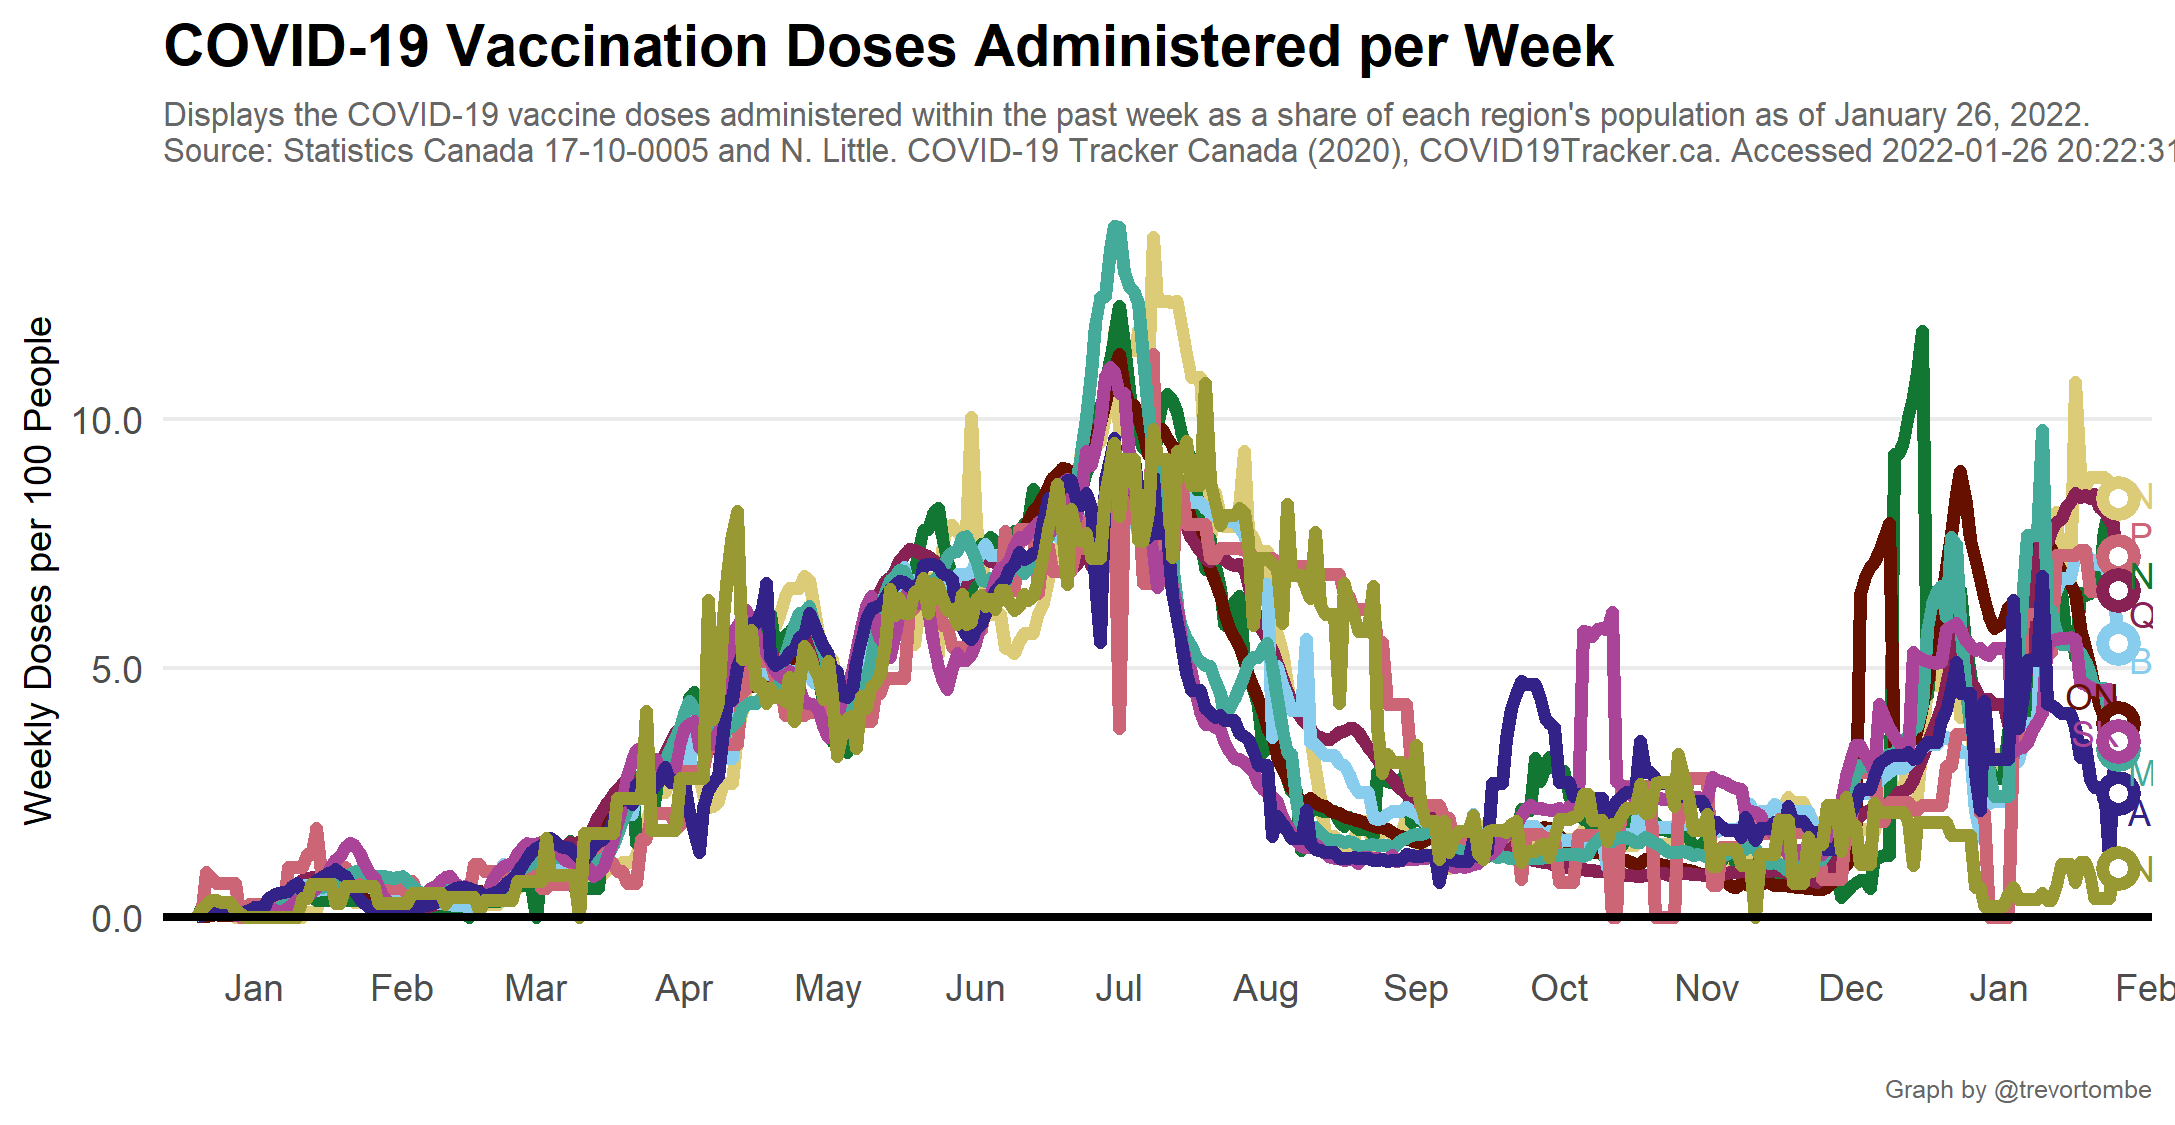 COVID-19 Vaccination Doses Administered per Week
Displays the COVID-19 vaccine doses administered within the past week as a share of each region's population as of January 26, 2022.
Source: Statistics Canada 17-10-0005 and N. Little. COVID-19 Tracker Canada (2020), COVID19Tracker.ca. Accessed 2022-01-26 20:22:31
Weekly Doses per 100 People
10.0
5.0
0.0
N
P
N
Q
B
ON
SK
M
A
N
Jan Feb Mar Apr May Jun Jul Aug Sep Oct Nov Dec Jan Feb
Graph by @trevortombe